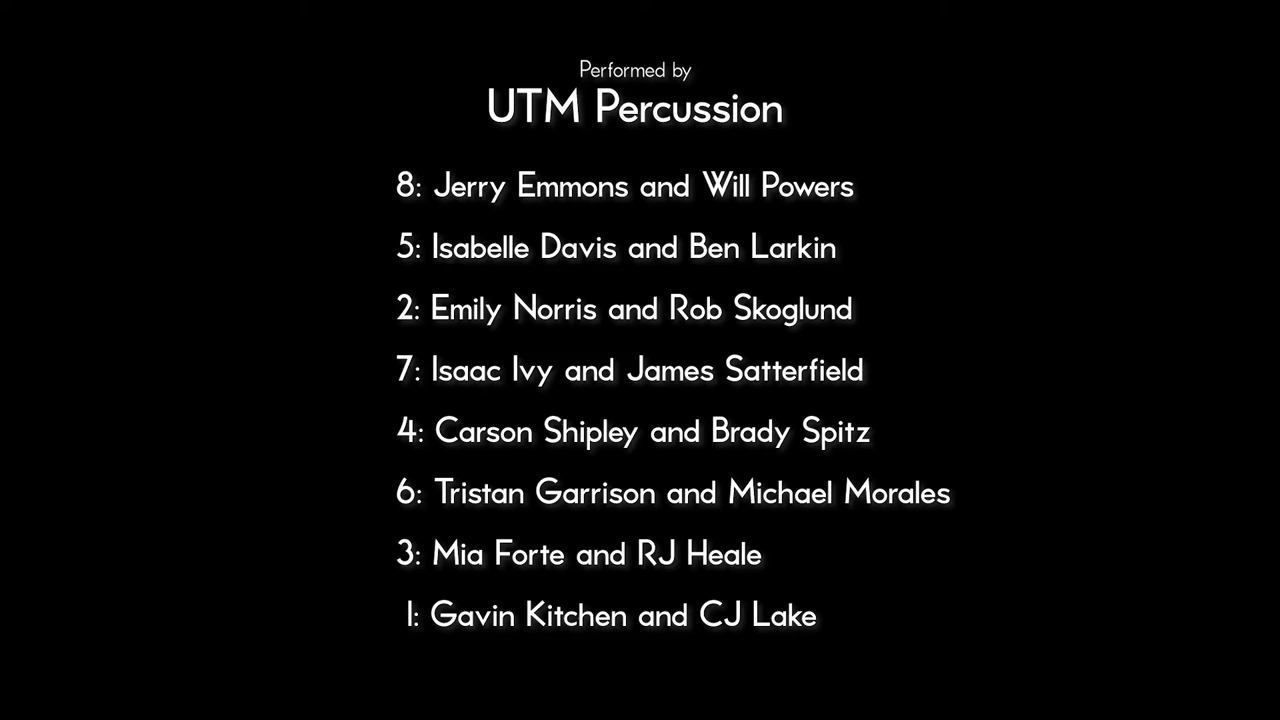 Performed by
UTM Percussion
8: Jerry Emmons and Will Powers
5: Isabelle Davis and Ben Larkin
2: Emily Norris and Rob Skoglund
7: Isaac Ivy and James Satterfield
4: Carson Shipley and Brady Spitz
6: Tristan Garrison and Michael Morales
3: Mia Forte and RJ Heale
1: Gavin Kitchen and CJ Lake